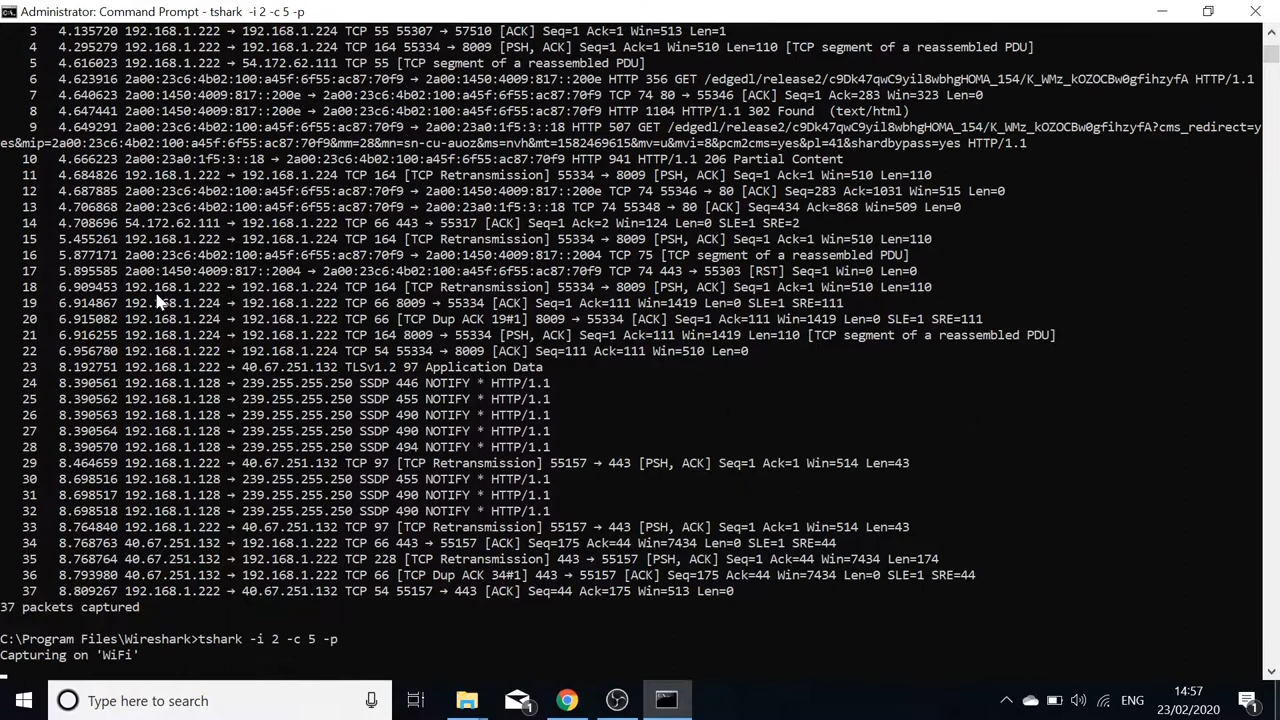 Administrator: Command Prompt - tshark  -i 2 -c 5 -p
3   4.135720 192.168.1.222 → 192.168.1.224 TCP 55 55307 → 57510 [ACK] Seq=1 Ack=1 Win=513 Len=1
4   4.295279 192.168.1.222 → 192.168.1.224 TCP 164 55334 → 8009 [PSH, ACK] Seq=1 Ack=1 Win=510 Len=110 [TCP segment of a reassembled PDU]
5   4.616023 192.168.1.222 → 54.172.62.111 TCP 55 [TCP segment of a reassembled PDU]
6   4.623916 2a00:23c6:4b02:100:a45f:6f55:ac87:70f9 → 2a00:1450:4009:817::200e HTTP 356 GET /edgedl/release2/c9Dk47qwC9yil8wbhgHOMA_154/K_WMz_kOZOCBw0gfihzyfA HTTP/1.1
7   4.640623 2a00:1450:4009:817::200e → 2a00:23c6:4b02:100:a45f:6f55:ac87:70f9 TCP 74 80 → 55346 [ACK] Seq=1 Ack=283 Win=323 Len=0
8   4.647441 2a00:1450:4009:817::200e → 2a00:23c6:4b02:100:a45f:6f55:ac87:70f9 HTTP 1104 HTTP/1.1 302 Found  (text/html)
9   4.649291 2a00:23c6:4b02:100:a45f:6f55:ac87:70f9 → 2a00:23a0:1f5:3::18 HTTP 507 GET /edgedl/release2/c9Dk47qwC9yil8wbhgHOMA_154/K_WMz_kOZOCBw0gfihzyfA?cms_redirect=y
es&mip=2a00:23c6:4b02:100:a45f:6f55:ac87:70f9&mm=28&mn=sn-cu-auoz&ms=nvh&mt=1582469615&mv=u&mvi=8&pcm2cms=yes&pl=41&shardbypass=yes HTTP/1.1
10   4.666223 2a00:23a0:1f5:3::18 → 2a00:23c6:4b02:100:a45f:6f55:ac87:70f9 HTTP 941 HTTP/1.1 206 Partial Content
11   4.684826 192.168.1.222 → 192.168.1.224 TCP 164 [TCP Retransmission] 55334 → 8009 [PSH, ACK] Seq=1 Ack=1 Win=510 Len=110
12   4.687885 2a00:23c6:4b02:100:a45f:6f55:ac87:70f9 → 2a00:1450:4009:817::200e TCP 74 55346 → 80 [ACK] Seq=283 Ack=1031 Win=515 Len=0
13   4.706868 2a00:23c6:4b02:100:a45f:6f55:ac87:70f9 → 2a00:23a0:1f5:3::18 TCP 74 55348 → 80 [ACK] Seq=434 Ack=868 Win=509 Len=0
14   4.708696 54.172.62.111 → 192.168.1.222 TCP 66 443 → 55317 [ACK] Seq=1 Ack=2 Win=124 Len=0 SLE=1 SRE=2
15   5.455261 192.168.1.222 → 192.168.1.224 TCP 164 [TCP Retransmission] 55334 → 8009 [PSH, ACK] Seq=1 Ack=1 Win=510 Len=110
16   5.877171 2a00:23c6:4b02:100:a45f:6f55:ac87:70f9 → 2a00:1450:4009:817::2004 TCP 75 [TCP segment of a reassembled PDU]
17   5.895585 2a00:1450:4009:817::2004 → 2a00:23c6:4b02:100:a45f:6f55:ac87:70f9 TCP 74 443 → 55303 [RST] Seq=1 Win=0 Len=0
18   6.909453 192.168.1.222 → 192.168.1.224 TCP 164 [TCP Retransmission] 55334 → 8009 [PSH, ACK] Seq=1 Ack=1 Win=510 Len=110
19   6.914867 192.168.1.224 → 192.168.1.222 TCP 66 8009 → 55334 [ACK] Seq=1 Ack=111 Win=1419 Len=0 SLE=1 SRE=111
20   6.915082 192.168.1.224 → 192.168.1.222 TCP 66 [TCP Dup ACK 19#1] 8009 → 55334 [ACK] Seq=1 Ack=111 Win=1419 Len=0 SLE=1 SRE=111
21   6.916255 192.168.1.224 → 192.168.1.222 TCP 164 8009 → 55334 [PSH, ACK] Seq=1 Ack=111 Win=1419 Len=110 [TCP segment of a reassembled PDU]
22   6.956780 192.168.1.222 → 192.168.1.224 TCP 54 55334 → 8009 [ACK] Seq=111 Ack=111 Win=510 Len=0
23   8.192751 192.168.1.222 → 40.67.251.132 TLSv1.2 97 Application Data
24   8.390561 192.168.1.128 → 239.255.255.250 SSDP 446 NOTIFY * HTTP/1.1
25   8.390562 192.168.1.128 → 239.255.255.250 SSDP 455 NOTIFY * HTTP/1.1
26   8.390563 192.168.1.128 → 239.255.255.250 SSDP 490 NOTIFY * HTTP/1.1
27   8.390564 192.168.1.128 → 239.255.255.250 SSDP 490 NOTIFY * HTTP/1.1
28   8.390570 192.168.1.128 → 239.255.255.250 SSDP 494 NOTIFY * HTTP/1.1
29   8.464659 192.168.1.222 → 40.67.251.132 TCP 97 [TCP Retransmission] 55157 → 443 [PSH, ACK] Seq=1 Ack=1 Win=514 Len=43
30   8.698516 192.168.1.128 → 239.255.255.250 SSDP 455 NOTIFY * HTTP/1.1
31   8.698517 192.168.1.128 → 239.255.255.250 SSDP 490 NOTIFY * HTTP/1.1
32   8.698518 192.168.1.128 → 239.255.255.250 SSDP 490 NOTIFY * HTTP/1.1
33   8.764840 192.168.1.222 → 40.67.251.132 TCP 97 [TCP Retransmission] 55157 → 443 [PSH, ACK] Seq=1 Ack=1 Win=514 Len=43
34   8.768763 40.67.251.132 → 192.168.1.222 TCP 66 443 → 55157 [ACK] Seq=175 Ack=44 Win=7434 Len=0 SLE=1 SRE=44
35   8.768764 40.67.251.132 → 192.168.1.222 TCP 228 [TCP Retransmission] 443 → 55157 [PSH, ACK] Seq=1 Ack=44 Win=7434 Len=174
36   8.793980 40.67.251.132 → 192.168.1.222 TCP 66 [TCP Dup ACK 34#1] 443 → 55157 [ACK] Seq=175 Ack=44 Win=7434 Len=0 SLE=1 SRE=44
37   8.809267 192.168.1.222 → 40.67.251.132 TCP 54 55157 → 443 [ACK] Seq=44 Ack=175 Win=513 Len=0
37 packets captured
C:\Program Files\Wireshark>tshark -i 2 -c 5 -p
Capturing on 'WiFi'
Type here to search
1
ENG
14:57
23/02/2020
1